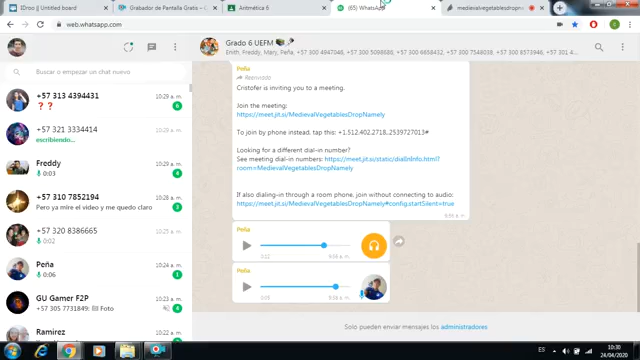 IDroo || Untitled board
Grabador de Pantalla Gratis –
Aritmética 6
(65) WhatsApp
medievalvegetablesdrop
web.whatsapp.com
Grado 6 UEFM
Enith, Freddy, Mary, Peña, +57 300 4947046, +57 300 5098686, +57 300 6658432, +57 300 7548038, +57 300 8573946, +57 301 4...
Buscar o empezar un chat nuevo
+57 313 4394431
10:29 a. m.
❓❓
6
+57 321 3334414
10:29 a. m.
escribiendo...
Freddy
10:29 a. m.
0:03
4
+57 310 7852194
10:28 a. m.
Pero ya mire el video y me quedo claro
3
+57 320 8386665
10:25 a. m.
0:02
Peña
10:24 a. m.
0:06
1
GU Gamer F2P
10:23 a. m.
+57 305 7731849: Foto
4
Ramirez
Peña
Reenviado
Cristofer is inviting you to a meeting.
Join the meeting:
https://meet.jit.si/MedievalVegetablesDropNamely
To join by phone instead, tap this: +1.512.402.2718,,2539727013#
Looking for a different dial-in number?
See meeting dial-in numbers: https://meet.jit.si/static/dialInInfo.html?
room=MedievalVegetablesDropNamely
If also dialing-in through a room phone, join without connecting to audio:
https://meet.jit.si/MedievalVegetablesDropNamely#config.startSilent=true
9:56 a. m.
Peña
0:12
9:56 a. m.
Peña
9:56 a. m.
Solo pueden enviar mensajes los administradores
ES
10:30
24/04/2020